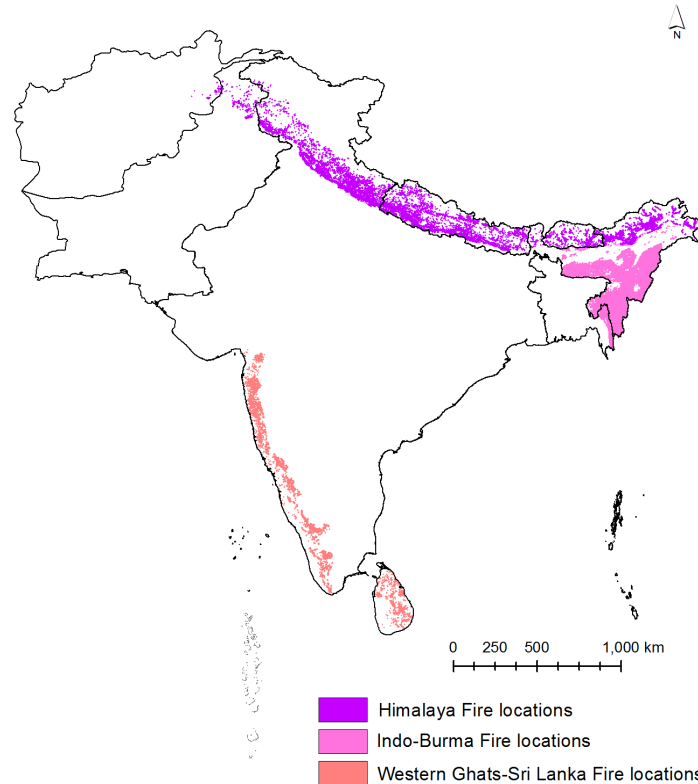 N
0 250 500 1,000 km
Himalaya Fire locations
Indo-Burma Fire locations
Western Ghats-Sri Lanka Fire locations